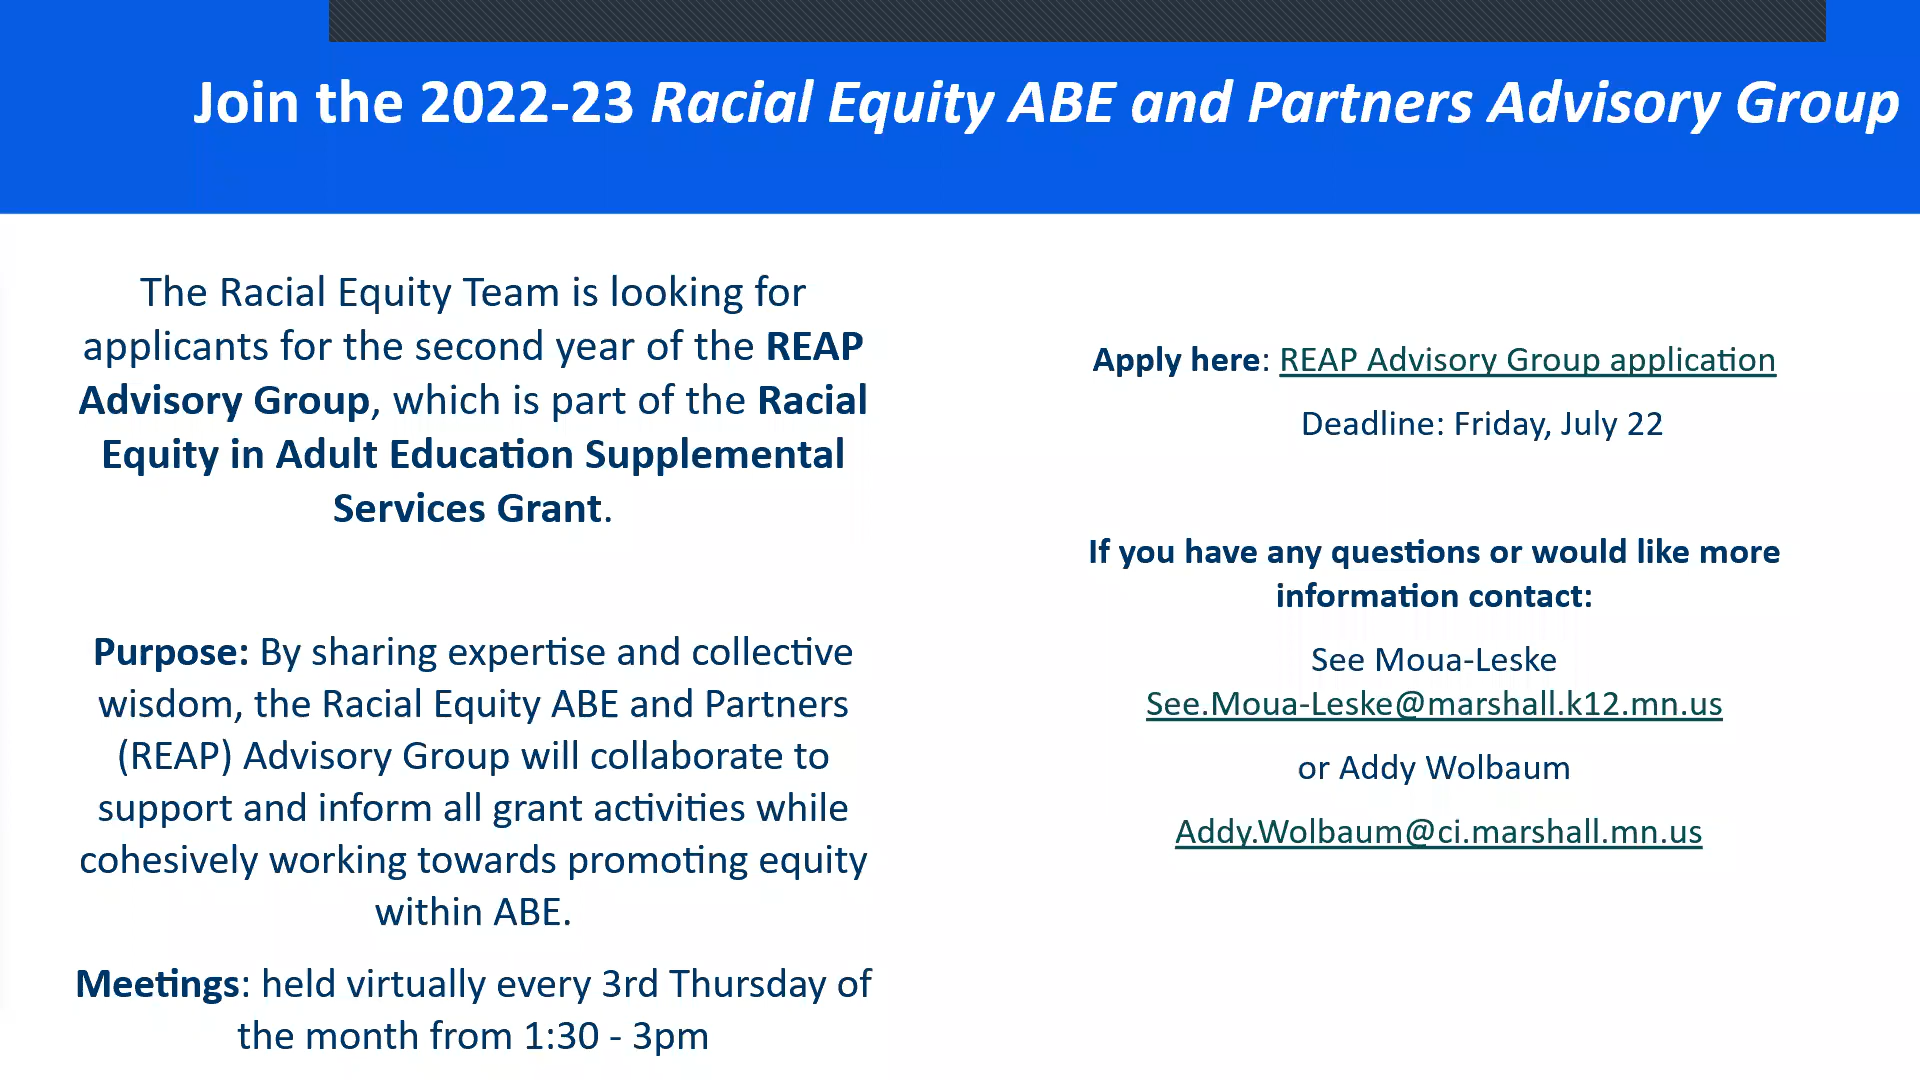 Join the 2022-23 Racial Equity ABE and Partners Advisory Group
The Racial Equity Team is looking for
applicants for the second year of the REAP
Advisory Group, which is part of the Racial
Equity in Adult Education Supplemental
Services Grant.
Purpose: By sharing expertise and collective
wisdom, the Racial Equity ABE and Partners
(REAP) Advisory Group will collaborate to
support and inform all grant activities while
cohesively working towards promoting equity
within ABE.
Meetings: held virtually every 3rd Thursday of
the month from 1:30 - 3pm
Apply here: REAP Advisory Group application
Deadline: Friday, July 22
If you have any questions or would like more
information contact:
See Moua-Leske
See.Moua-Leske@marshall.k12.mn.us
or Addy Wolbaum
Addy.Wolbaum@ci.marshall.mn.us